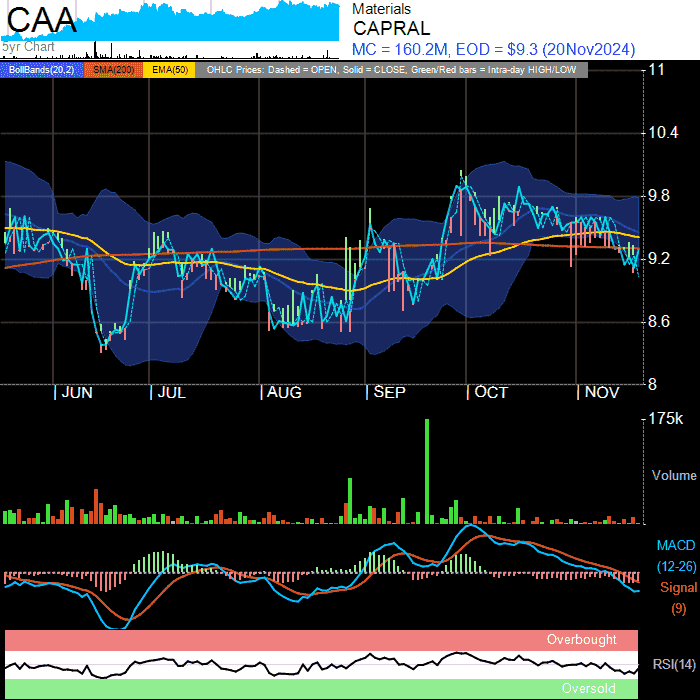 CAA
5yr Chart
Materials
CAPRAL
MC = 160.2M, EOD = $9.3 (20Nov2024)
BollBands(20,2) SMA(200) EMA(50) OHLC Prices: Dashed = OPEN, Solid = CLOSE, Green/Red bars = Intra-day HIGH/LOW
11
10.4
9.8
9.2
8.6
8
JUN JUL AUG SEP OCT NOV
175k
Volume
MACD
(12-26)
Signal
(9)
Overbought
RSI(14)
Oversold